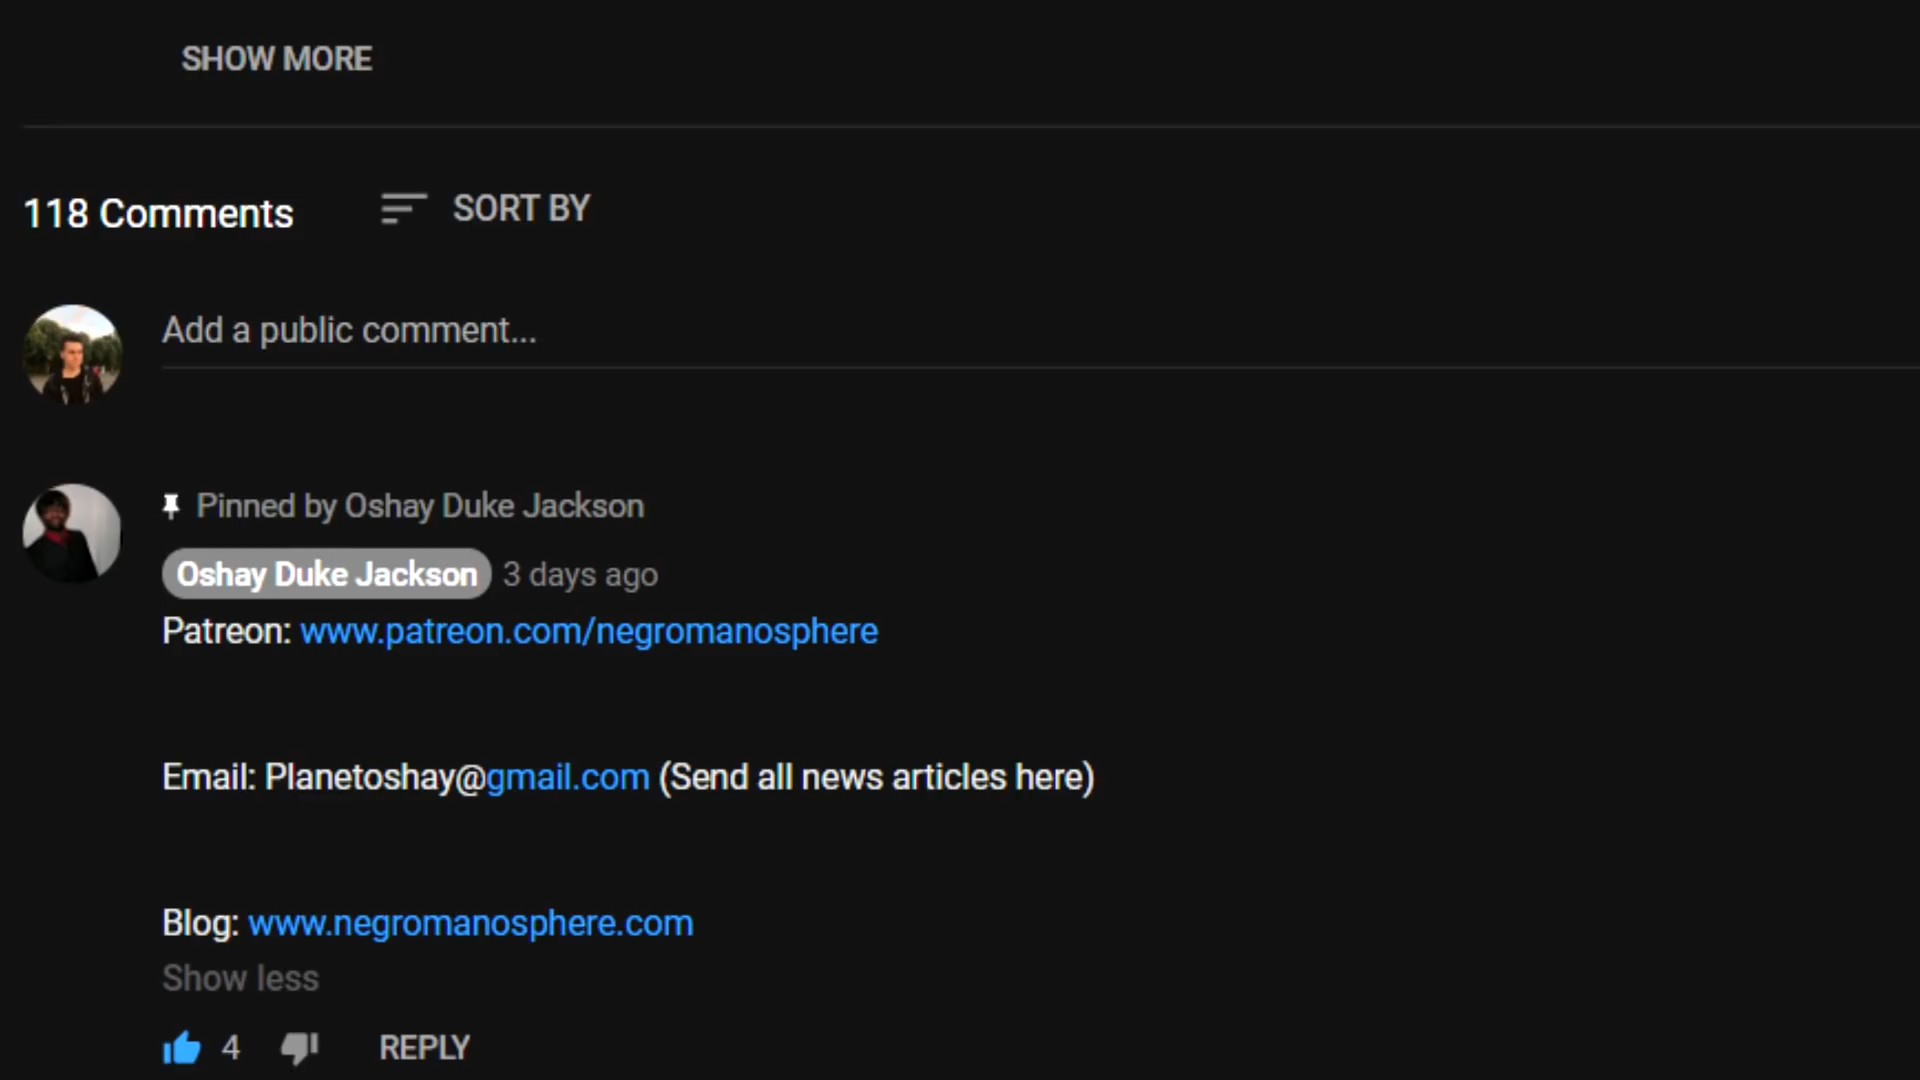 SHOW MORE
118 Comments
SORT BY
Add a public comment...
Pinned by Oshay Duke Jackson
Oshay Duke Jackson 3 days ago
Patreon: www.patreon.com/negromanosphere
Email: Planetoshay@gmail.com (Send all news articles here)
Blog: www.negromanosphere.com
Show less
4 REPLY